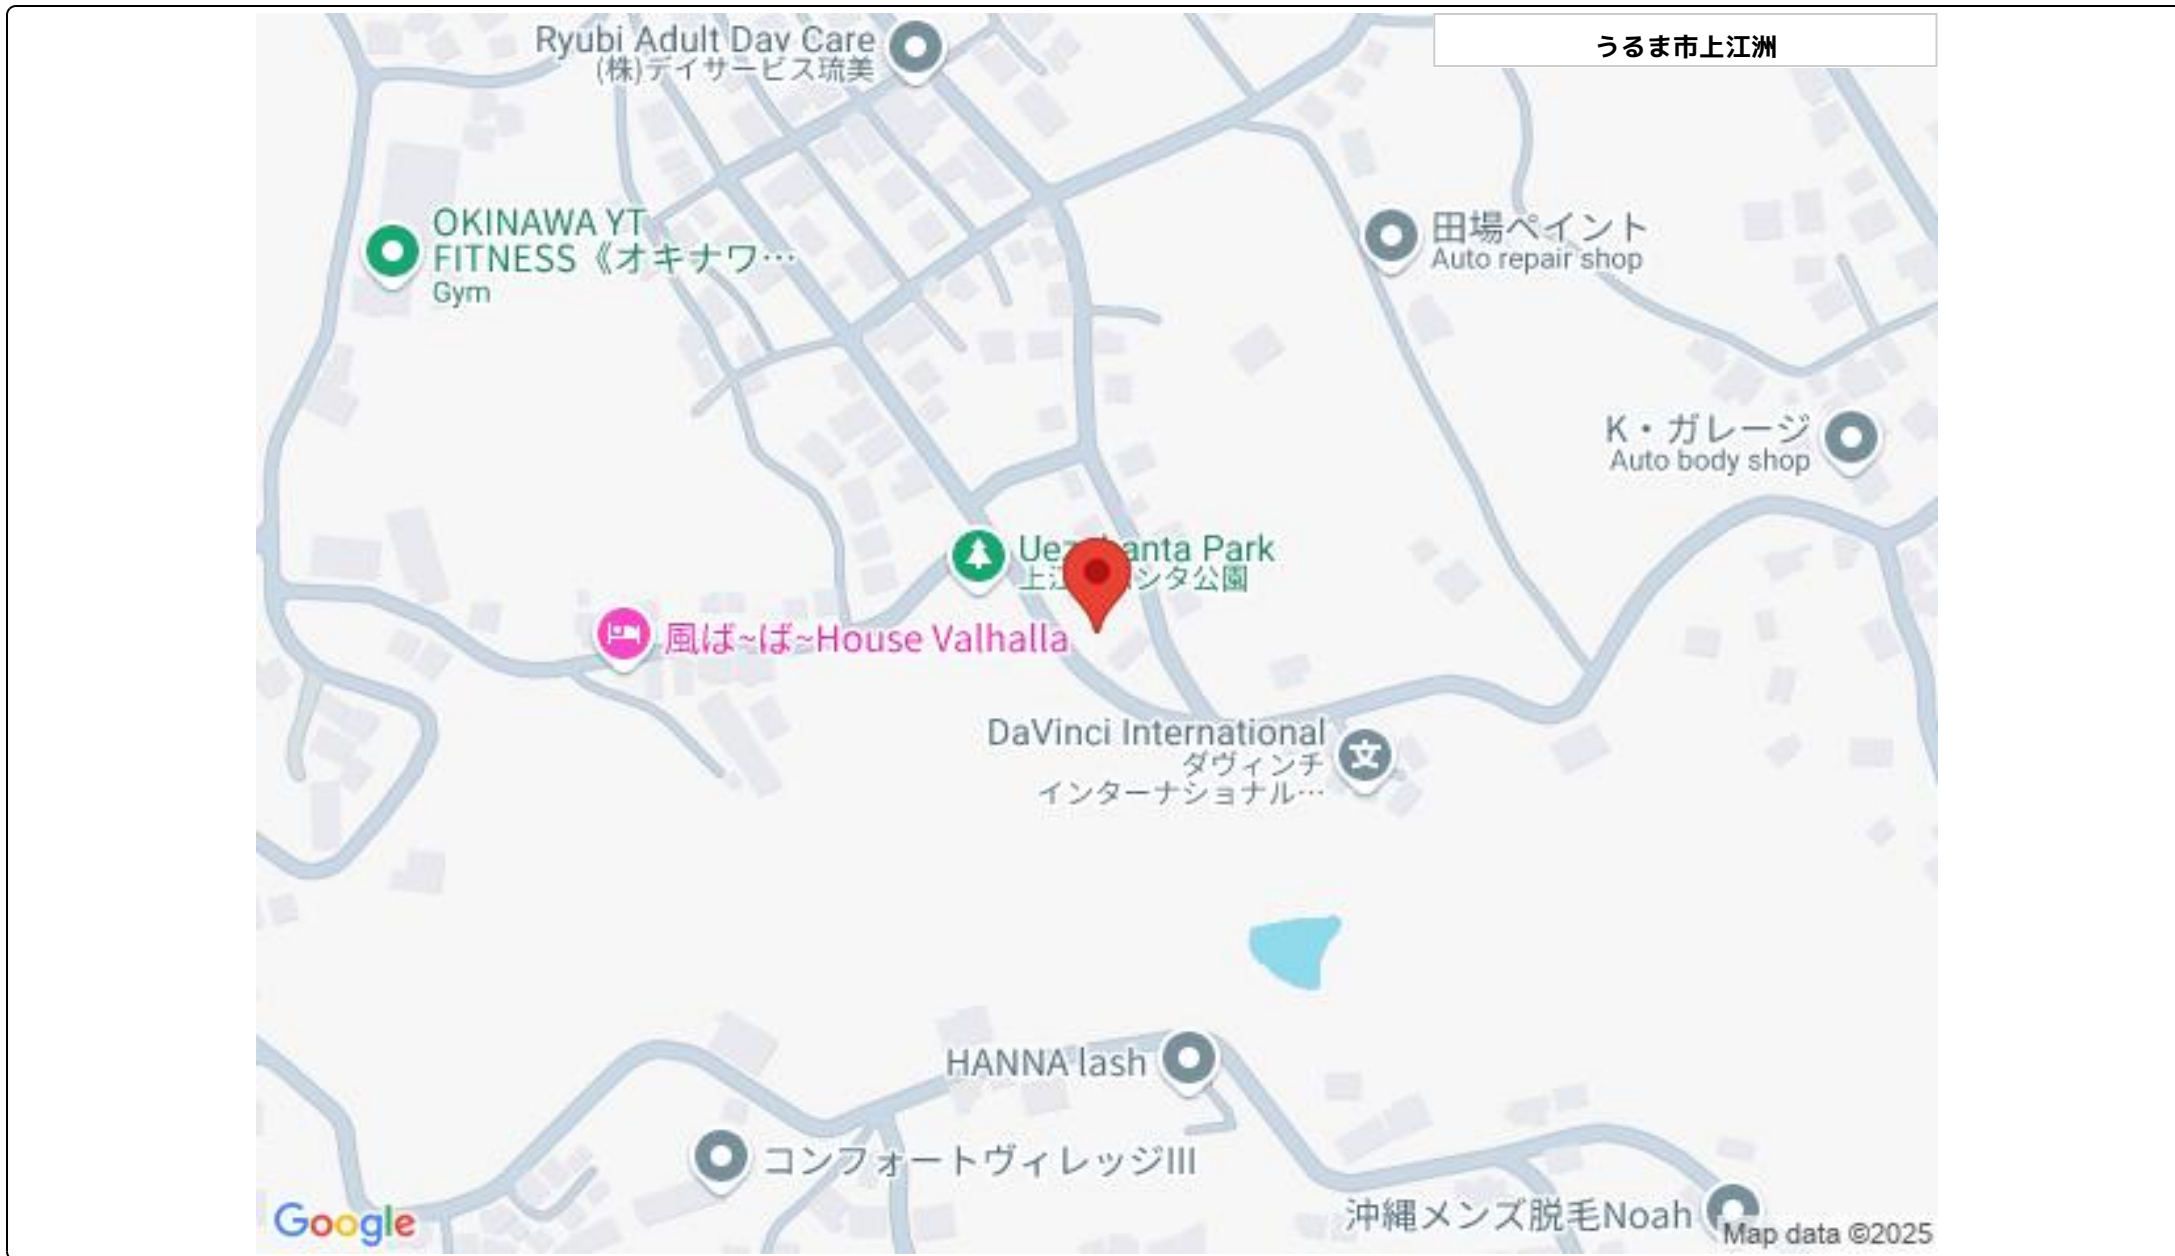 うるま市上江洲
Ryubi Adult Day Care
(株)デイサービス琉美
OKINAWA YT
FITNESS《オキナワ…
Gym
田場ペイント
Auto repair shop
K・ガレージ
Auto body shop
Park
公園
風ば~ば~House Valhalla
DaVinci International
ダヴィンチ
インターナショナル…
HANNA lash
コンフォートヴィレッジIII
沖縄メンズ脱毛Noah
Google
Map data ©2025